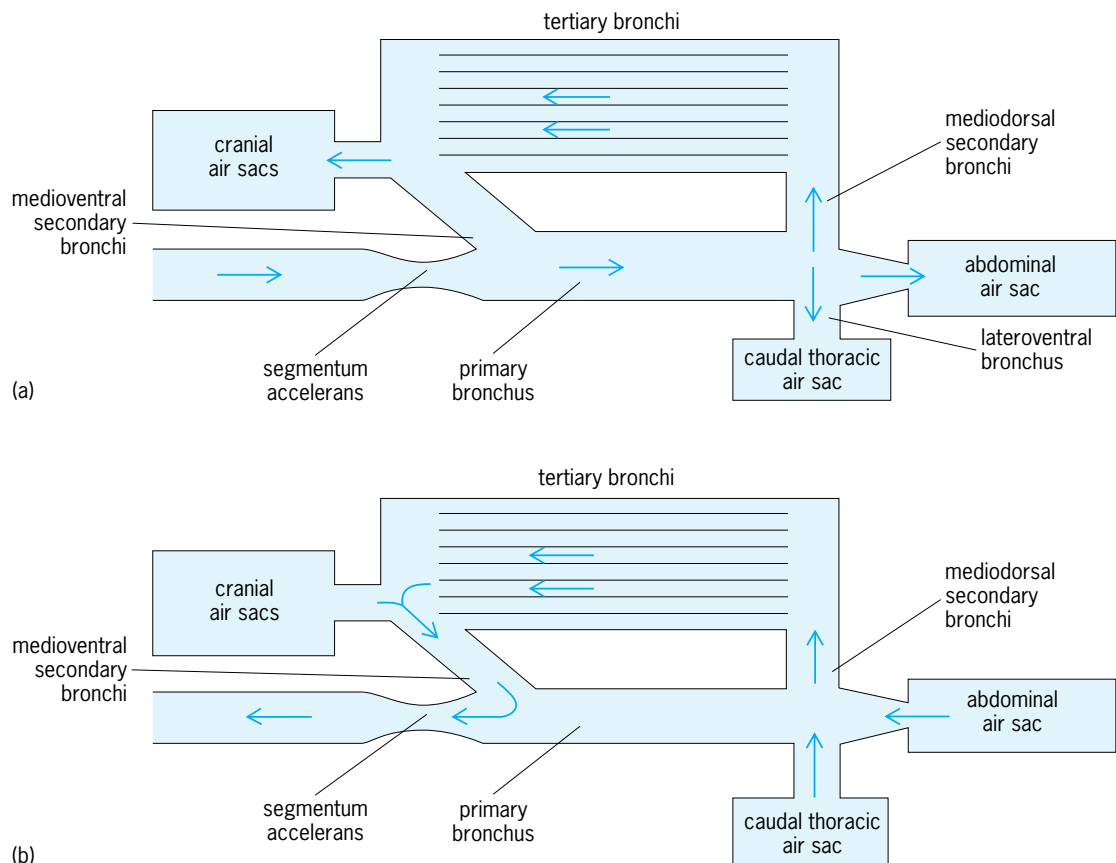 tertiary bronchi
cranial
air sacs
mediodorsal
secondary
bronchi
medioventral
secondary
bronchi
abdominal
air sac
segmentum
accelerans
primary
bronchus
caudal thoracic
air sac
lateroventral
bronchus
(a)
tertiary bronchi
cranial
air sacs
mediodorsal
secondary
bronchi
medioventral
secondary
bronchi
abdominal
air sac
segmentum
accelerans
primary
bronchus
caudal thoracic
air sac
(b)